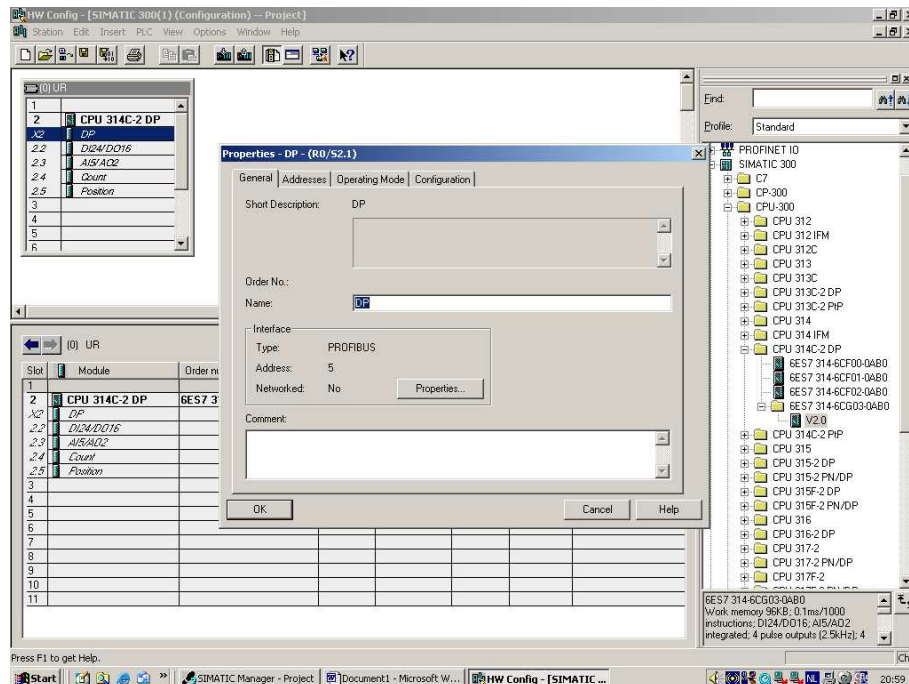 HW Config - [SIMATIC 300(1) (Configuration) -- Project]
Station Edit Insert PLC View Options Window Help
(0) UR
1
2 CPU 314C-2 DP
X2 DP
2.2 DI24/DO16
2.3 AI5/AO2
2.4 Count
2.5 Position
3
4
5
6
Properties - DP - (R0/S2.1)
General Addresses Operating Mode Configuration
Short Description: DP
Order No.:
Name: DP
Interface
Type: PROFIBUS
Address: 5
Networked: No Properties...
Comment:
OK Cancel Help
(0) UR
Slot Module Order nu
1
2 CPU 314C-2 DP 6ES7 3
X2 DP
2.2 DI24/DO16
2.3 AI5/AO2
2.4 Count
2.5 Position
3
4
5
6
7
8
9
10
11
Find:
Profile: Standard
PROFINET IO
SIMATIC 300
C7
CP-300
CPU-300
CPU 312
CPU 312 IFM
CPU 312C
CPU 313
CPU 313C
CPU 313C-2 DP
CPU 313C-2 PtP
CPU 314
CPU 314 IFM
CPU 314C-2 DP
6ES7 314-6CF00-0AB0
6ES7 314-6CF01-0AB0
6ES7 314-6CF02-0AB0
6ES7 314-6CG03-0AB0
V2.0
CPU 314C-2 PtP
CPU 315
CPU 315-2 DP
CPU 315-2 PN/DP
CPU 315F-2 DP
CPU 315F-2 PN/DP
CPU 316
CPU 316-2 DP
CPU 317-2
CPU 317-2 PN/DP
CPU 317F-2
6ES7 314-6CG03-0AB0
Work memory 96KB; 0.1ms/1000
instructions; DI24/DO16; AI5/AO2
integrated; 4 pulse outputs (2.5kHz); 4
Press F1 to get Help.
Ch
Start SIMATIC Manager - Project Document1 - Microsoft W... HW Config - [SIMATIC ... NL 20:59